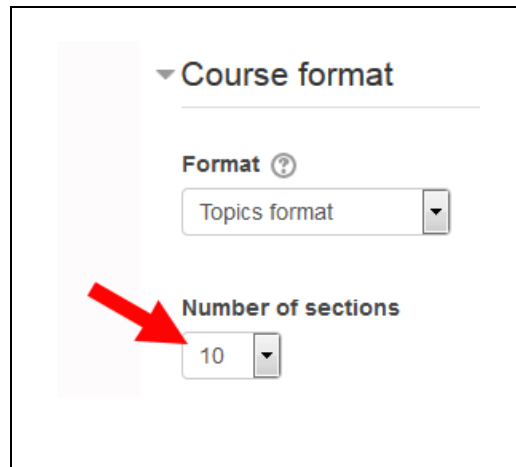 Course format
Format
Topics format
Number of sections
10